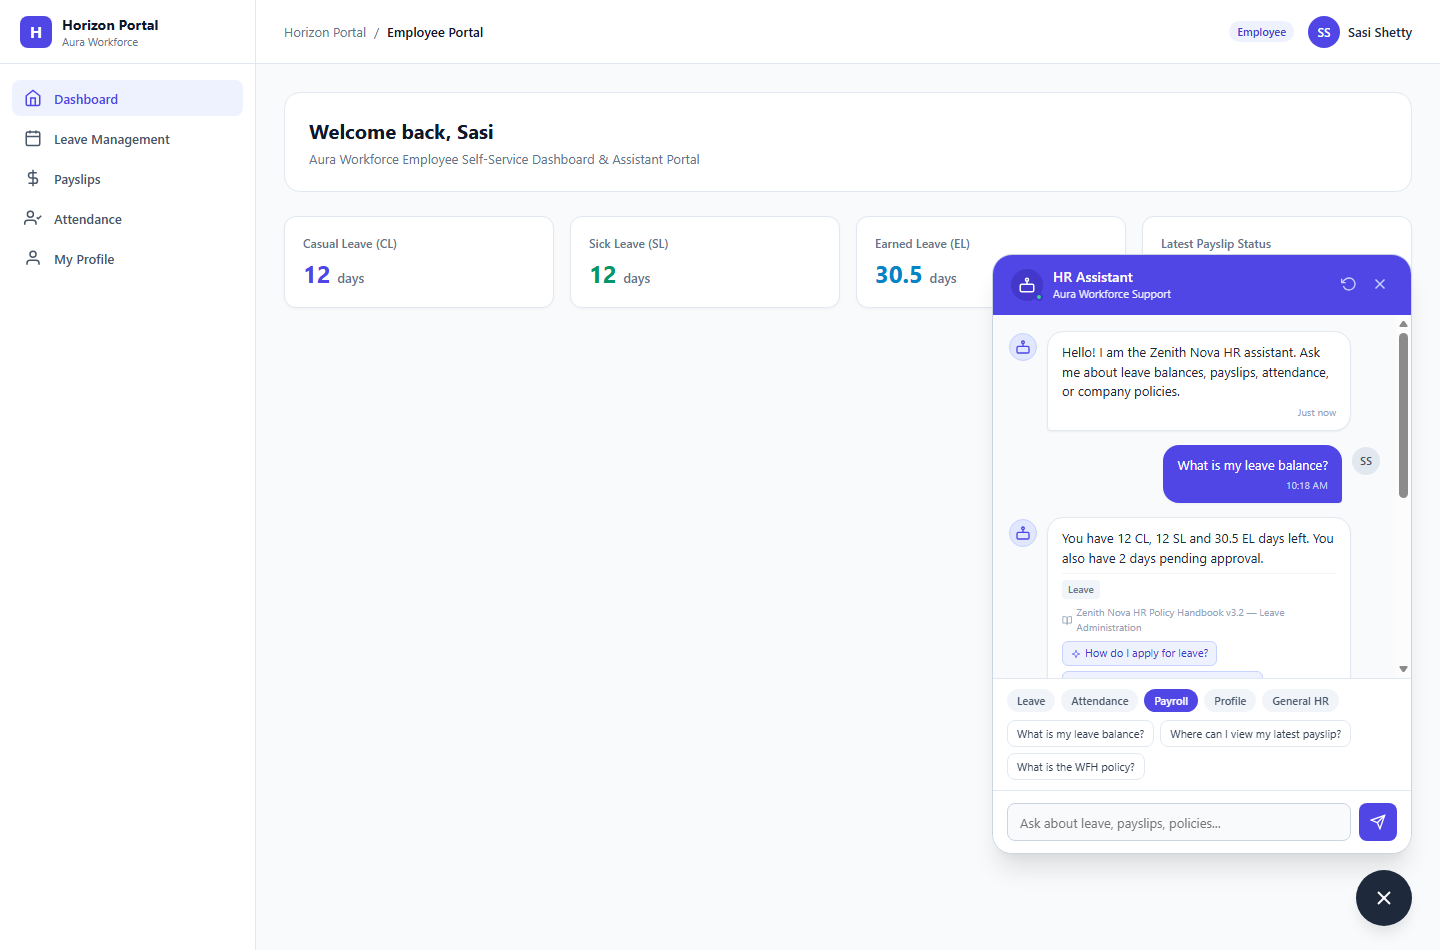 H
Horizon Portal
Aura Workforce
Horizon Portal / Employee Portal
Employee
SS
Sasi Shetty
Dashboard
Leave Management
Payslips
Attendance
My Profile
Welcome back, Sasi
Aura Workforce Employee Self-Service Dashboard & Assistant Portal
Casual Leave (CL)
12 days
Sick Leave (SL)
12 days
Earned Leave (EL)
30.5 days
Latest Payslip Status
HR Assistant
Aura Workforce Support
Hello! I am the Zenith Nova HR assistant. Ask
me about leave balances, payslips, attendance,
or company policies.
Just now
What is my leave balance?
10:18 AM
SS
You have 12 CL, 12 SL and 30.5 EL days left. You
also have 2 days pending approval.
Leave
Zenith Nova HR Policy Handbook v3.2 — Leave
Administration
How do I apply for leave?
Leave
Attendance
Payroll
Profile
General HR
What is my leave balance?
Where can I view my latest payslip?
What is the WFH policy?
Ask about leave, payslips, policies...